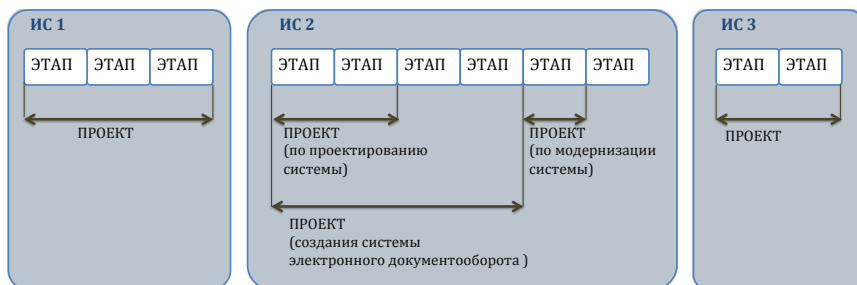 ИС 1
ЭТАП ЭТАП ЭТАП
ПРОЕКТ
ИС 2
ЭТАП ЭТАП ЭТАП ЭТАП ЭТАП ЭТАП
ПРОЕКТ
(по проектированию
системы)
ПРОЕКТ
(по модернизации
системы)
ПРОЕКТ
(создания системы
электронного документооборота )
ИС 3
ЭТАП ЭТАП
ПРОЕКТ